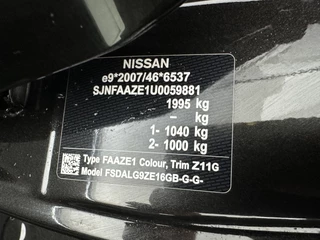 NISSAN
e9*2007/46*6537
SJNFAAZE1U0059881
1995 kg
– kg
1- 1040 kg
2- 1000 kg
Type FAAZE1 Colour, Trim Z11G
Model FSDALG9ZE16GB-G-G-